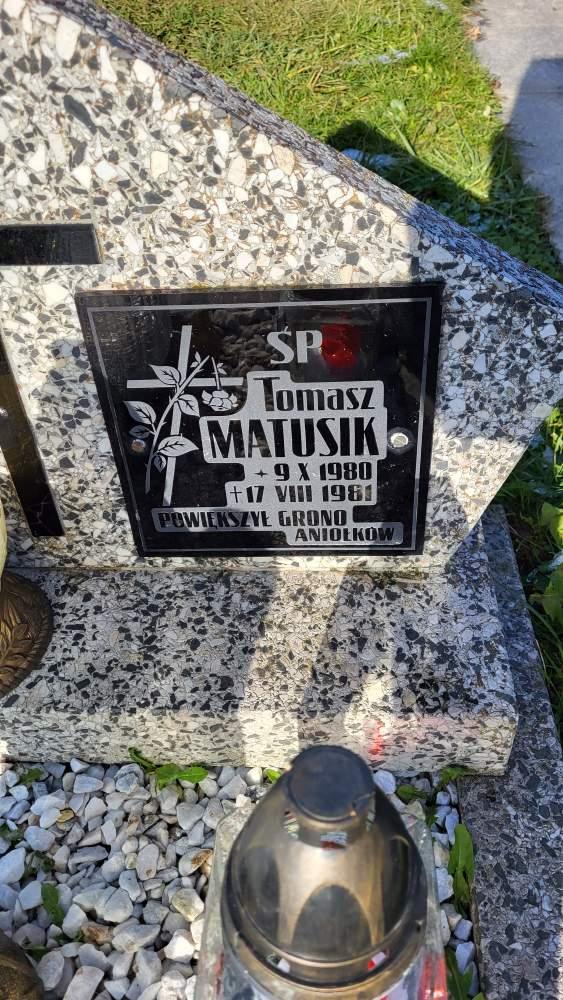 ŚP
Tomasz
MATUSIK
⋆ 9 X 1980
† 17 VIII 1981
POWIĘKSZYŁ GRONO
ANIOŁKÓW